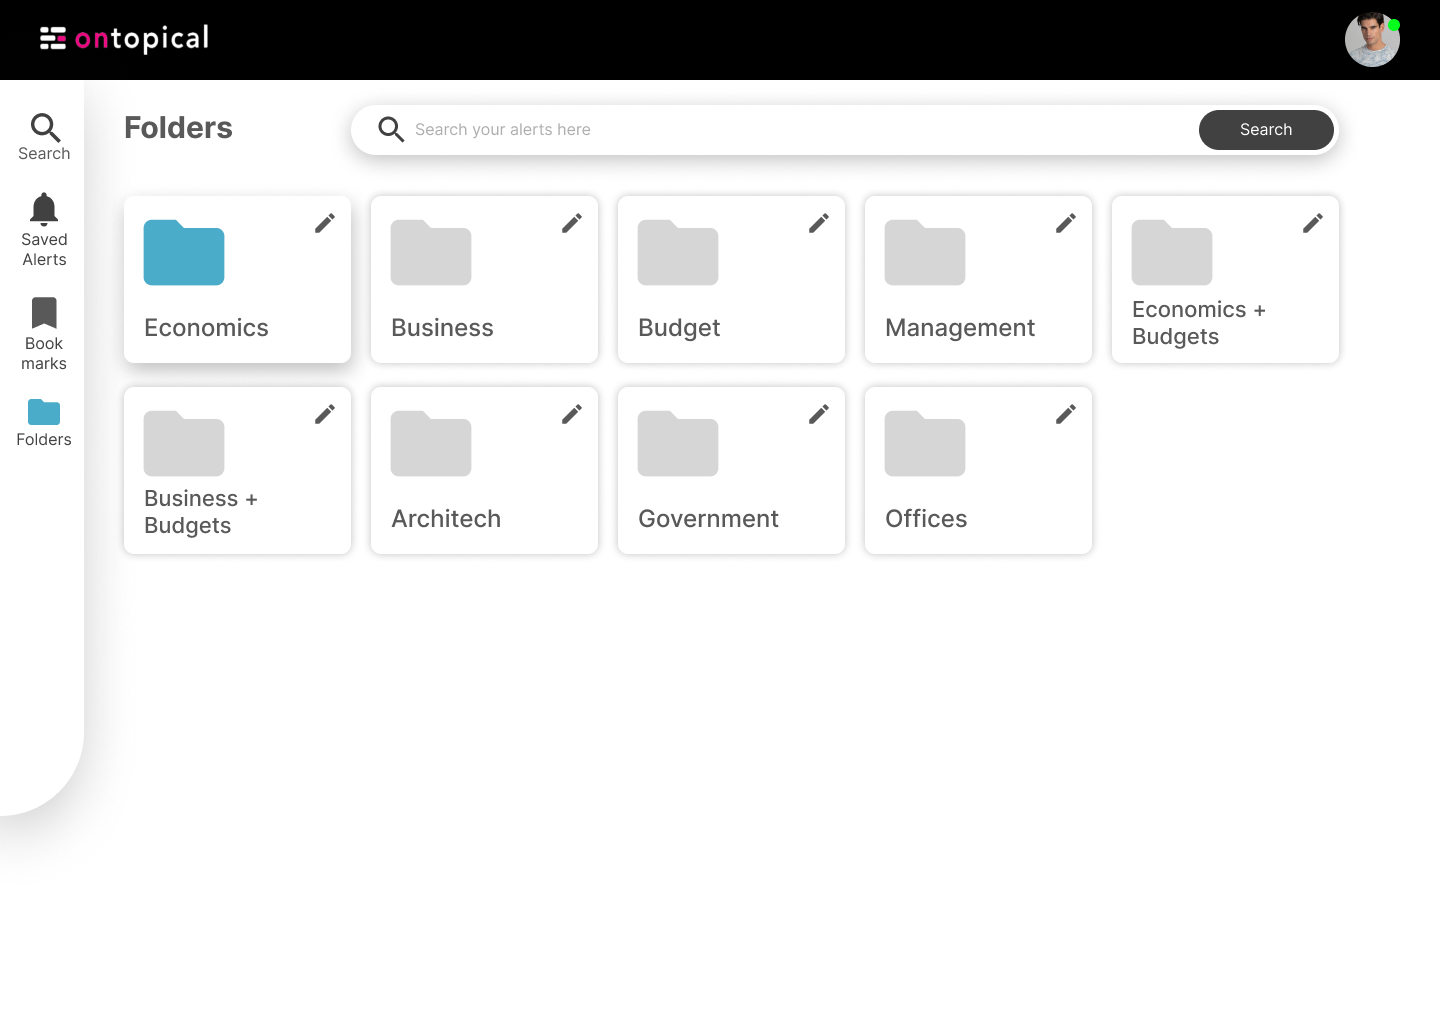 ontopical
Folders
Search your alerts here
Search
Search
Saved
Alerts
Book
marks
Folders
Economics
Business
Budget
Management
Economics +
Budgets
Business +
Budgets
Architech
Government
Offices